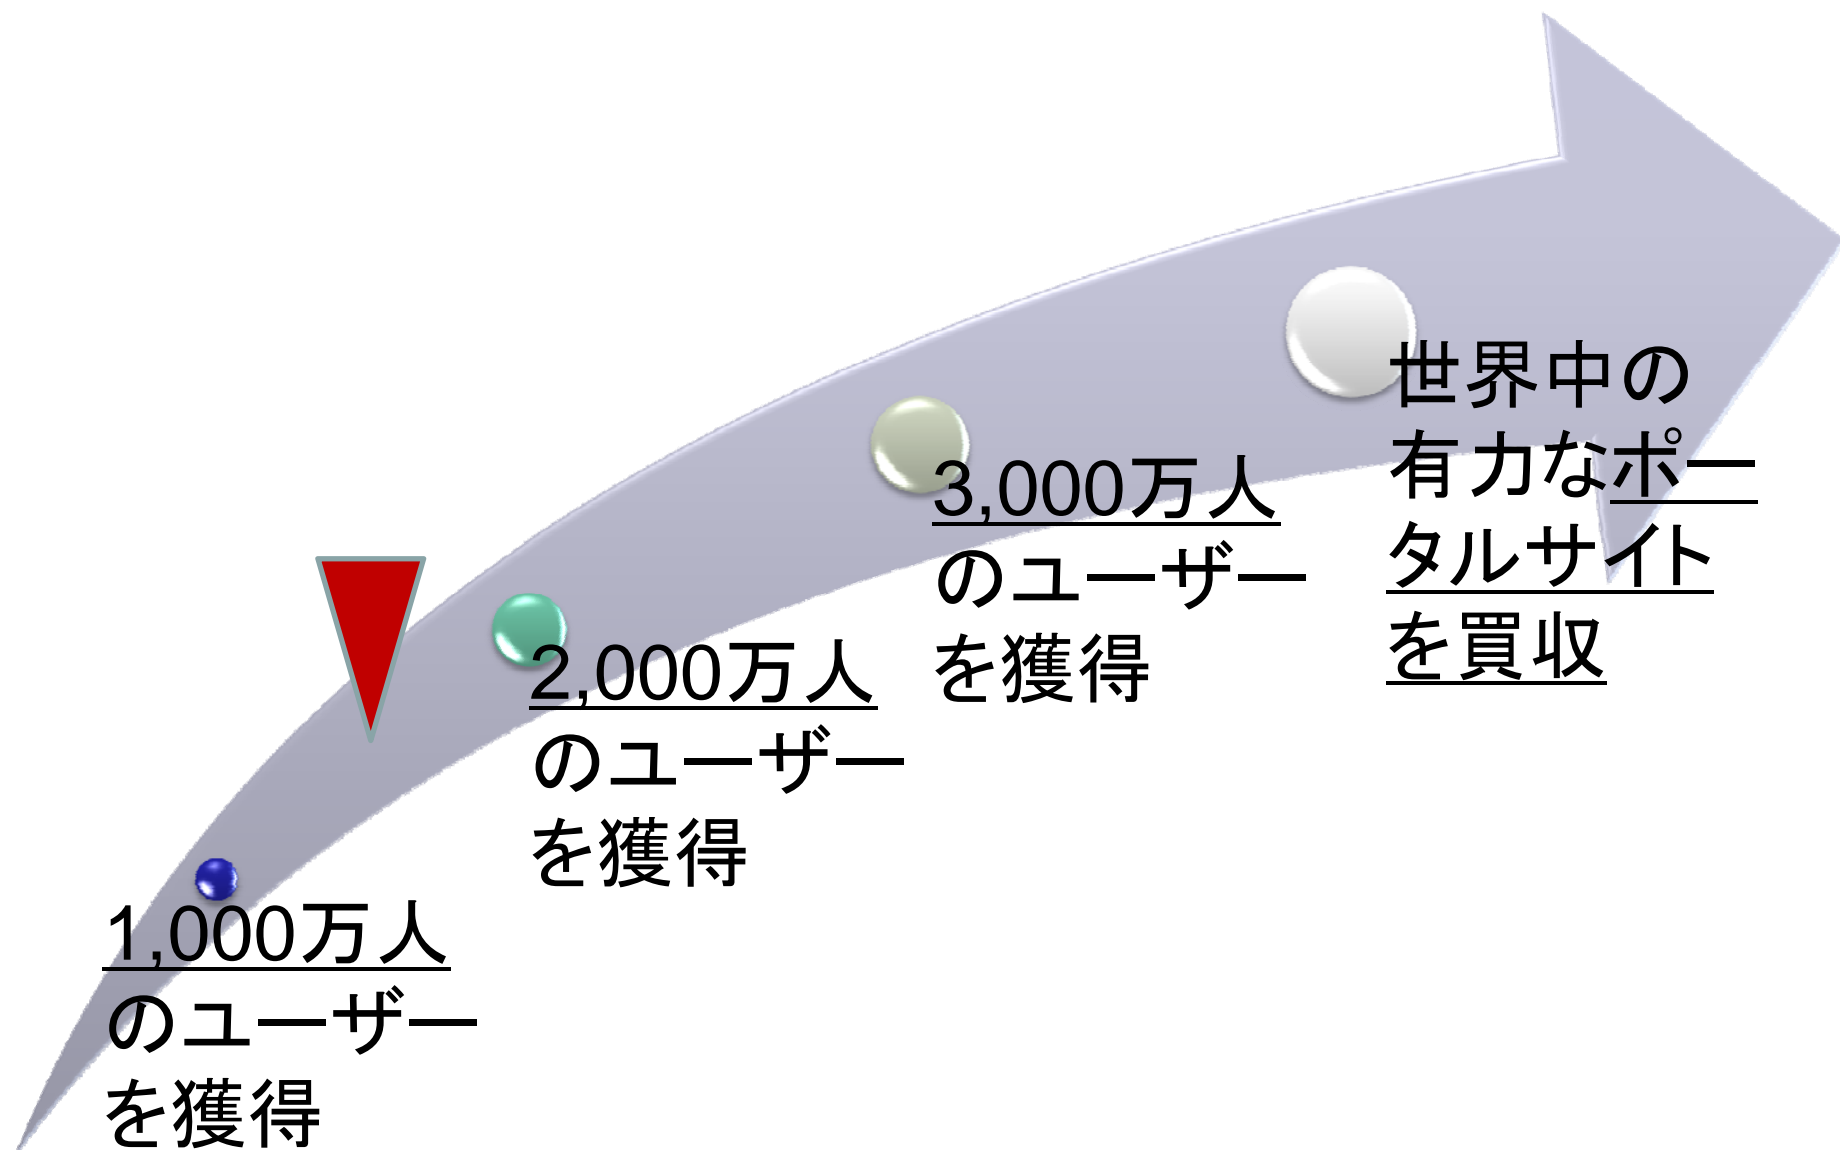 1,000万人
のユーザー
を獲得
2,000万人
のユーザー
を獲得
3,000万人
のユーザー
を獲得
世界中の
有力なポー
タルサイト
を買収